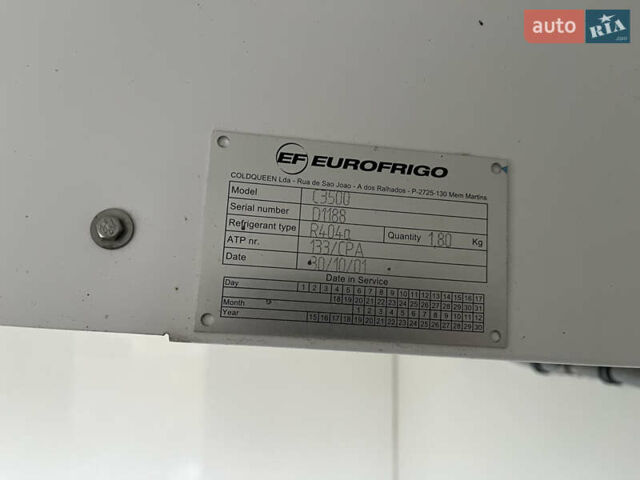 auto RIA
.com
EF EUROFRIGO
COLDQUEEN Lda - Rua de Sao Joao - A dos Ralhados - P-2725-130 Mem Martins
Model C3500
Serial number D1188
Refrigerant type R404a Quantity 1,80 Kg
ATP nr. 133/CPA
Date 30/10/01
Date in Service
Day 1 2 3 4 5 6 7 8 9 10 11 12 13 14 15 16 17
18 19 20 21 22 23 24 25 26 27 28 29 30 31
Month 1 2 3 4 5 6 7 8 9 10 11 12
Year 15 16 17 18 19 20 21 22 23 24 25 26 27 28 29 30